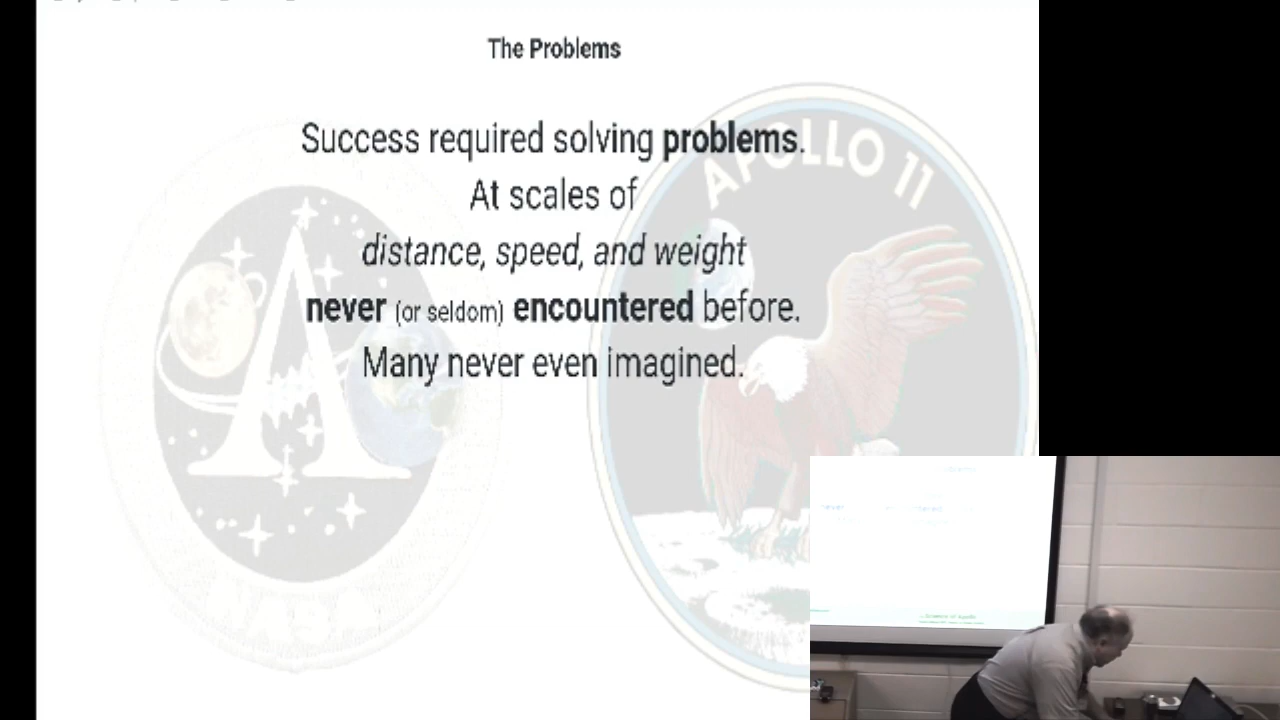 The Problems
Success required solving problems.
At scales of
distance, speed, and weight
never (or seldom) encountered before.
Many never even imagined.
APOLLO 11